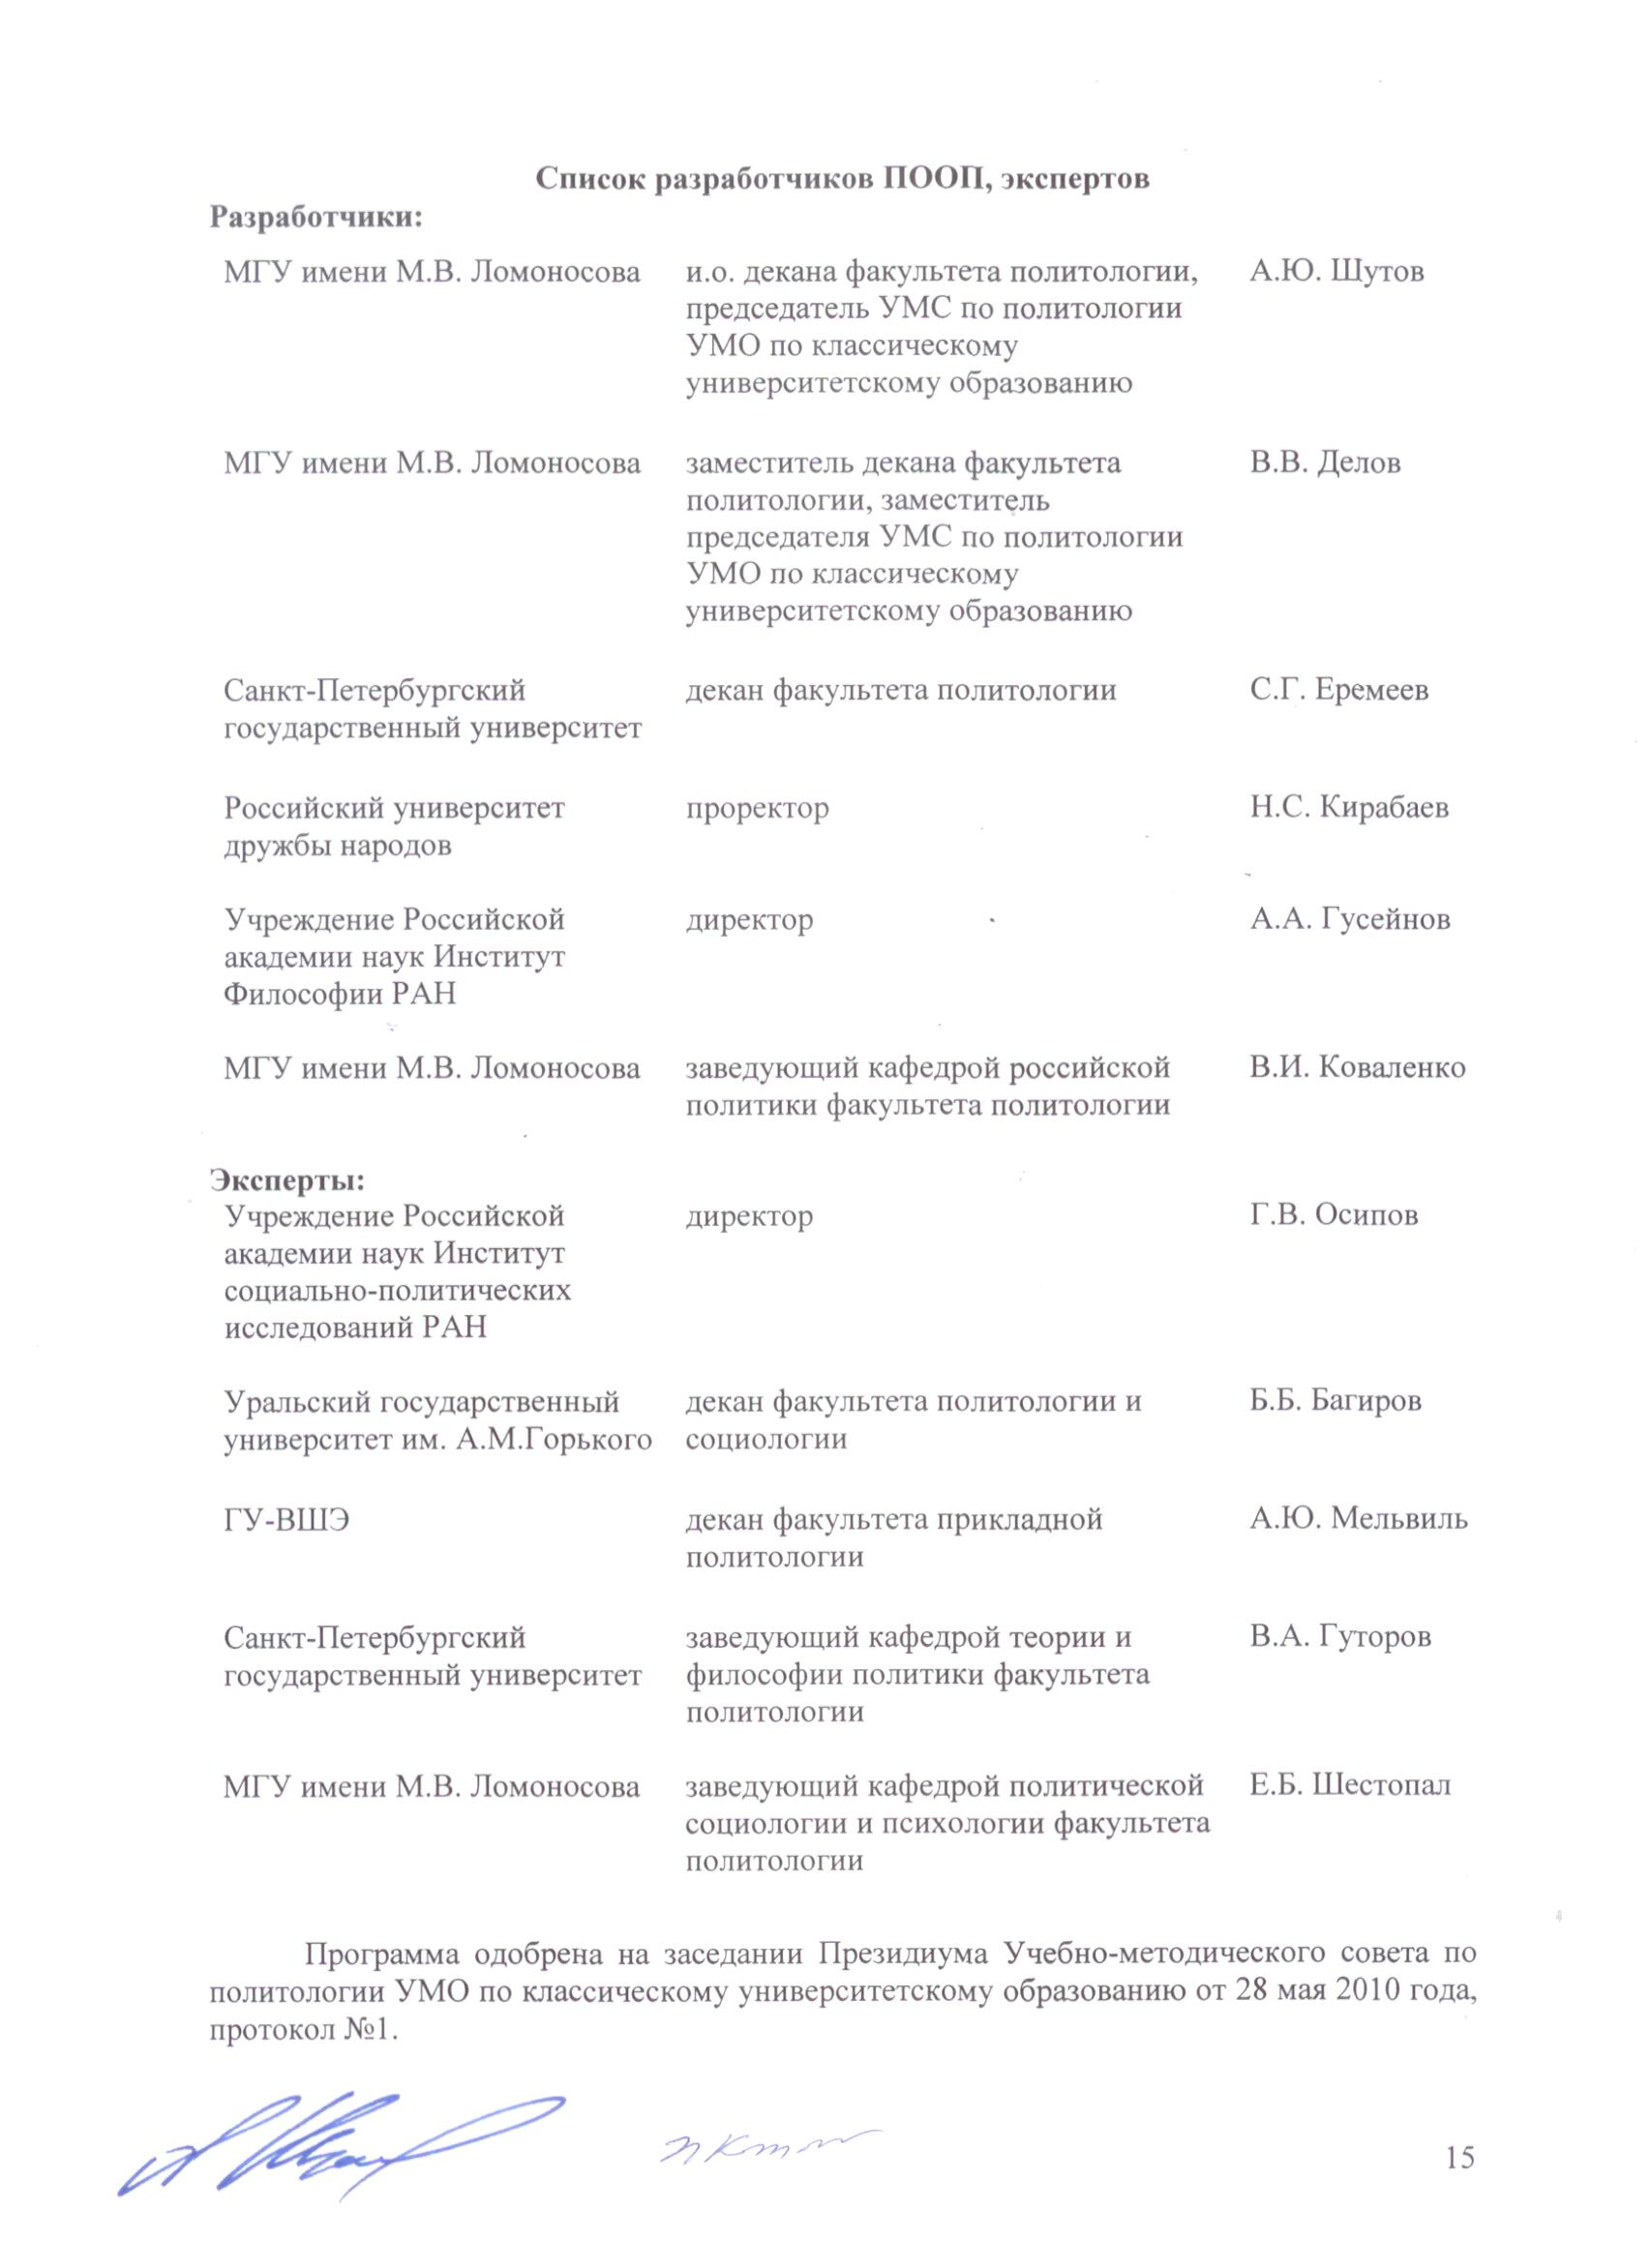 Список разработчиков ПООП, экспертов
Разработчики:
МГУ имени М.В. Ломоносова и.о. декана факультета политологии, А.Ю. Шутов
председатель УМС по политологии
УМО по классическому
университетскому образованию
МГУ имени М.В. Ломоносова заместитель декана факультета В.В. Делов
политологии, заместитель
председателя УМС по политологии
УМО по классическому
университетскому образованию
Санкт-Петербургский декан факультета политологии С.Г. Еремеев
государственный университет
Российский университет проректор Н.С. Кирабаев
дружбы народов
Учреждение Российской директор А.А. Гусейнов
академии наук Институт
Философии РАН
МГУ имени М.В. Ломоносова заведующий кафедрой российской В.И. Коваленко
политики факультета политологии
Эксперты:
Учреждение Российской директор Г.В. Осипов
академии наук Институт
социально-политических
исследований РАН
Уральский государственный декан факультета политологии и Б.Б. Багиров
университет им. А.М.Горького социологии
ГУ-ВШЭ декан факультета прикладной А.Ю. Мельвиль
политологии
Санкт-Петербургский заведующий кафедрой теории и В.А. Гуторов
государственный университет философии политики факультета
политологии
МГУ имени М.В. Ломоносова заведующий кафедрой политической Е.Б. Шестопал
социологии и психологии факультета
политологии
Программа одобрена на заседании Президиума Учебно-методического совета по
политологии УМО по классическому университетскому образованию от 28 мая 2010 года,
протокол №1.
15